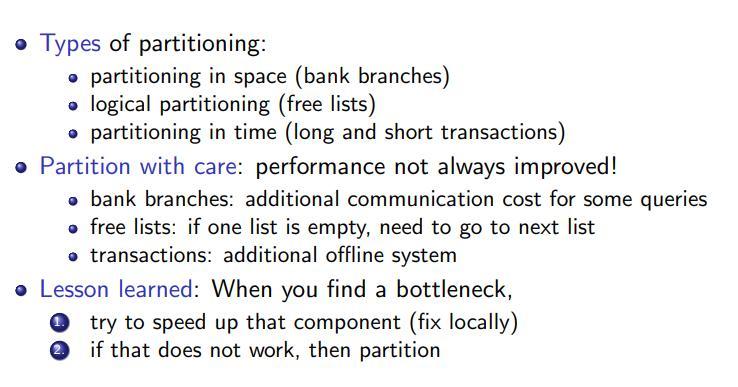 Types of partitioning:
partitioning in space (bank branches)
logical partitioning (free lists)
partitioning in time (long and short transactions)
Partition with care: performance not always improved!
bank branches: additional communication cost for some queries
free lists: if one list is empty, need to go to next list
transactions: additional offline system
Lesson learned: When you find a bottleneck,
1. try to speed up that component (fix locally)
2. if that does not work, then partition